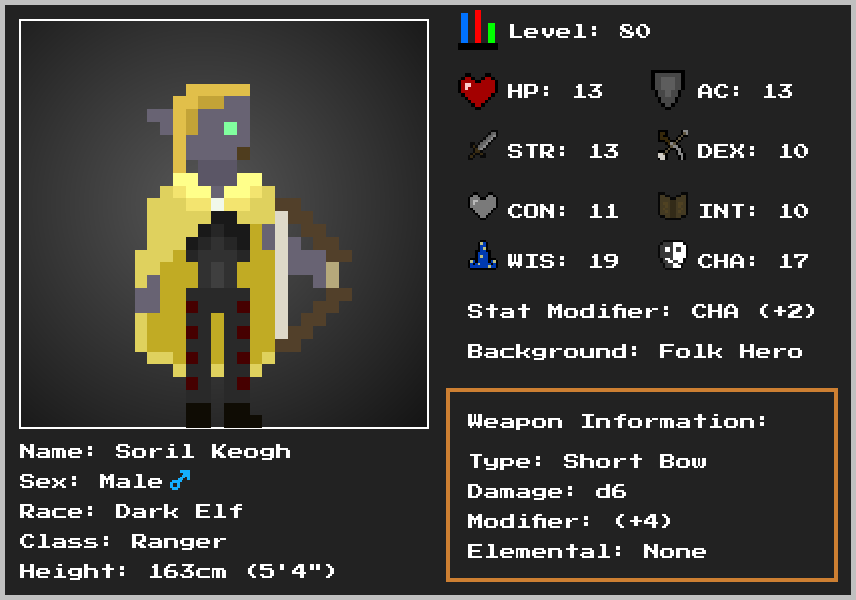 Level: 80
HP: 13 AC: 13
STR: 13 DEX: 10
CON: 11 INT: 10
WIS: 19 CHA: 17
Stat Modifier: CHA (+2)
Background: Folk Hero
Weapon Information:
Type: Short Bow
Damage: d6
Modifier: (+4)
Elemental: None
Name: Soril Keogh
Sex: Male♂
Race: Dark Elf
Class: Ranger
Height: 163cm (5'4")